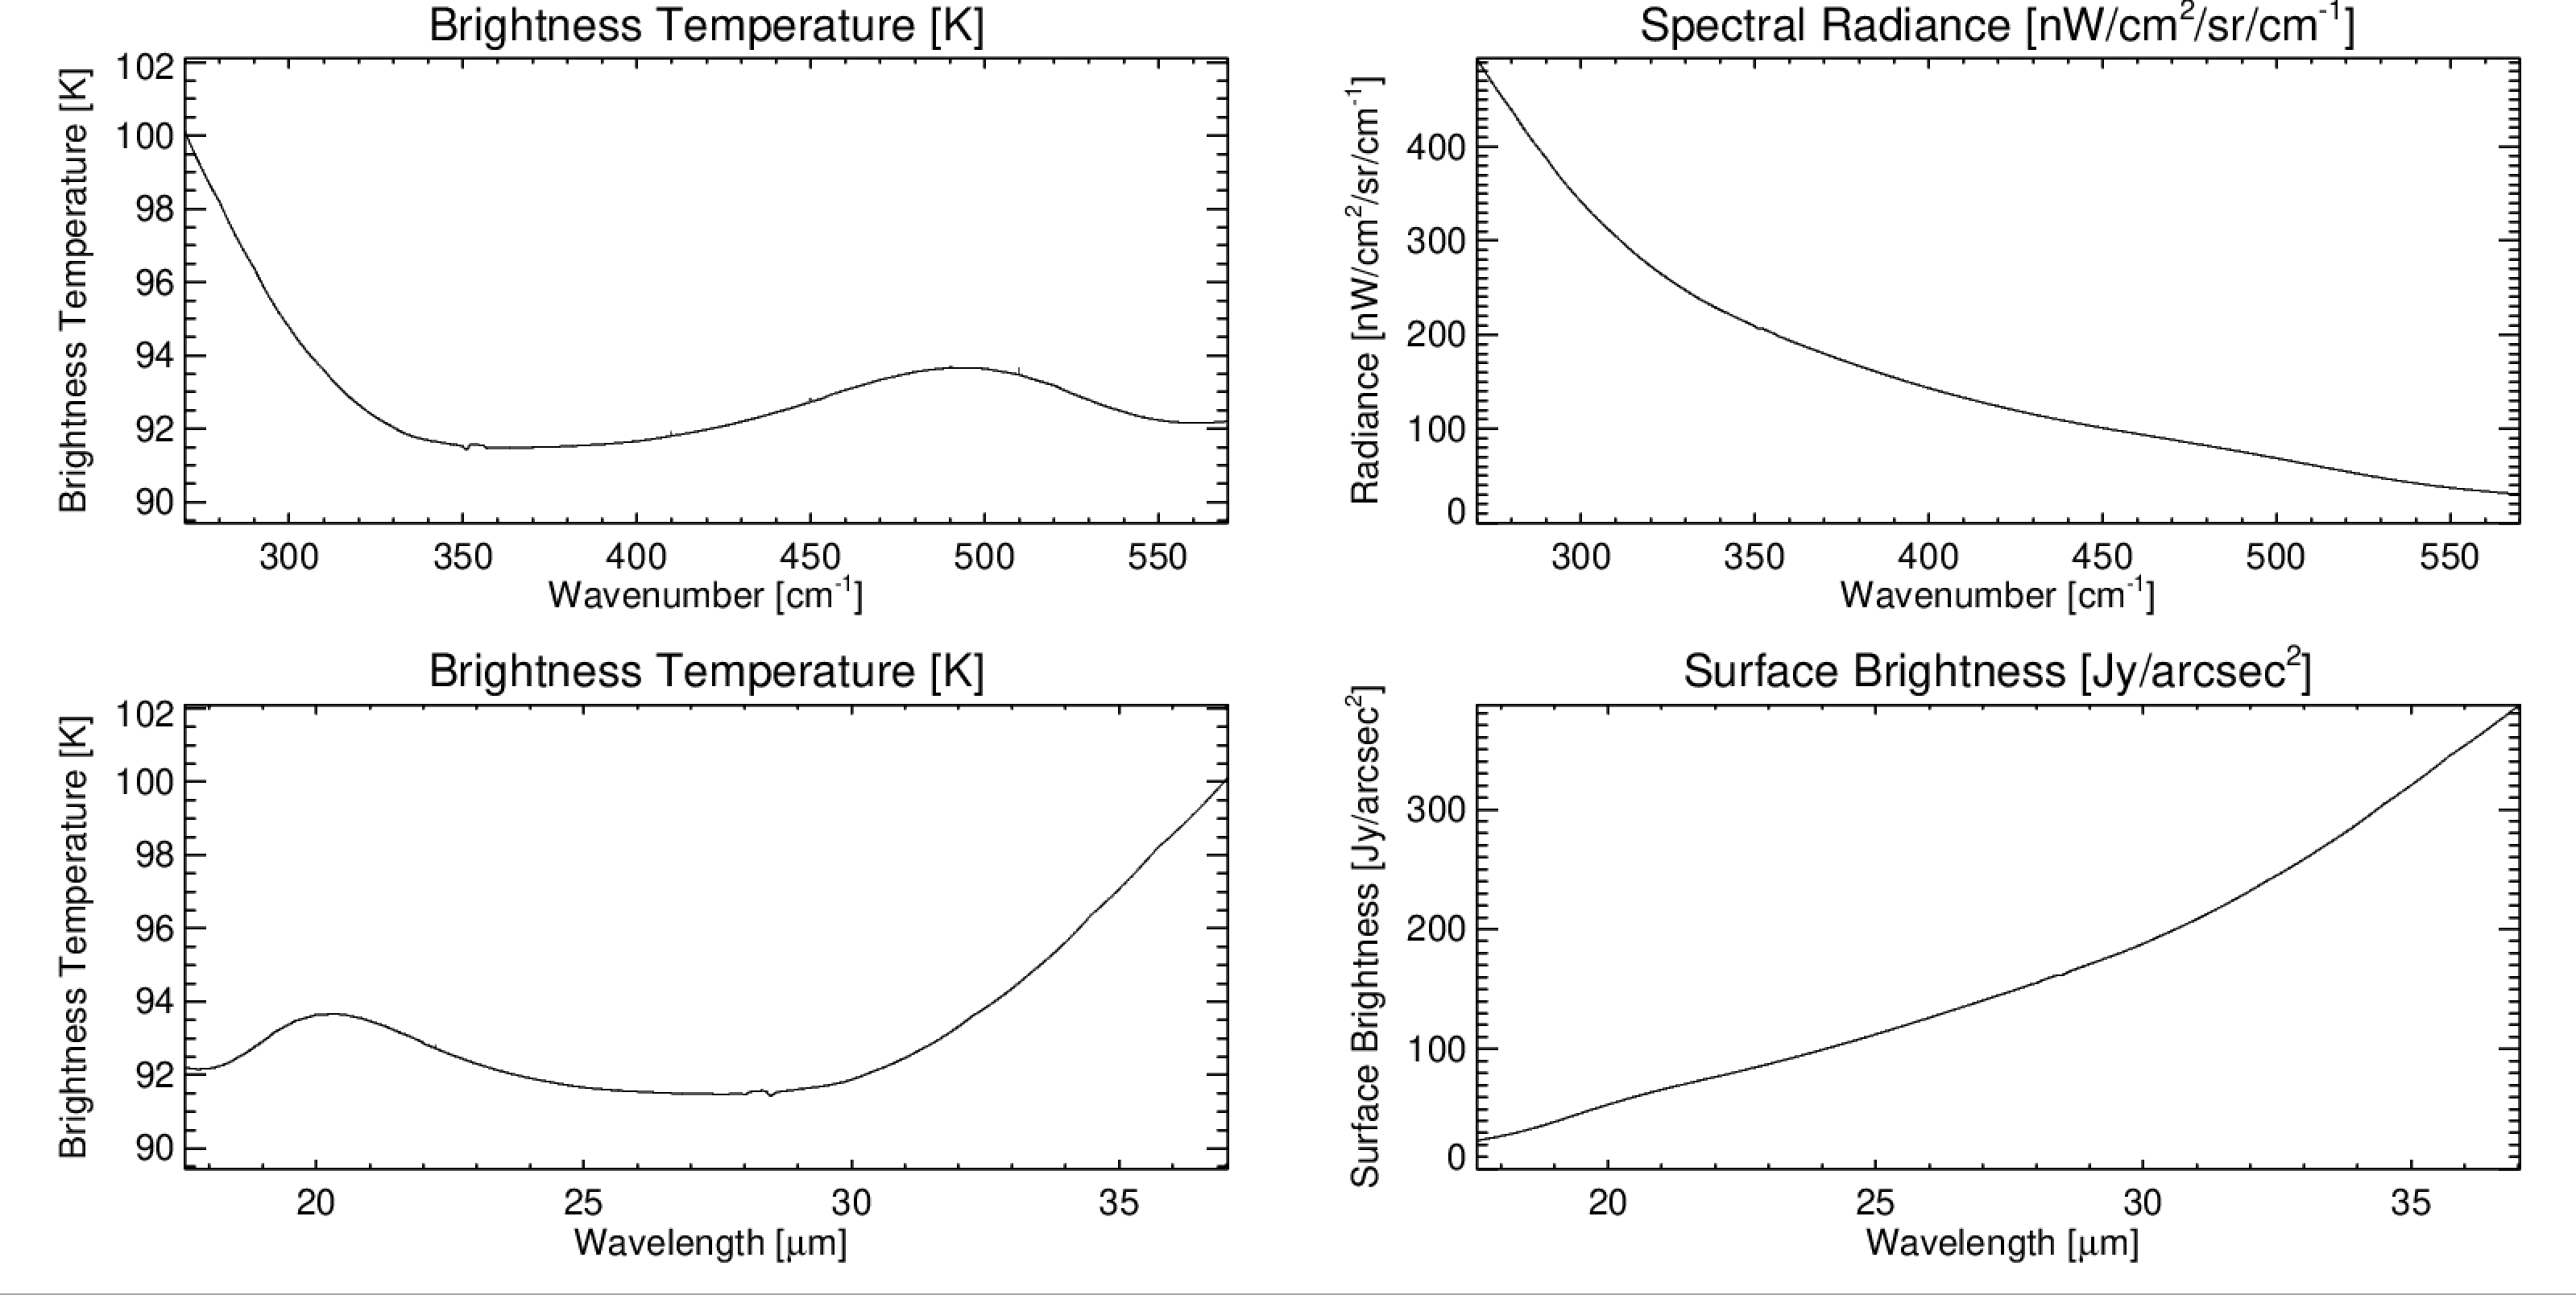 Brightness Temperature [K]
Brightness Temperature [K]
102
100
98
96
94
92
90
300 350 400 450 500 550
Wavenumber [cm⁻¹]
Spectral Radiance [nW/cm²/sr/cm⁻¹]
Radiance [nW/cm²/sr/cm⁻¹]
400
300
200
100
0
300 350 400 450 500 550
Wavenumber [cm⁻¹]
Brightness Temperature [K]
Brightness Temperature [K]
102
100
98
96
94
92
90
20 25 30 35
Wavelength [μm]
Surface Brightness [Jy/arcsec²]
Surface Brightness [Jy/arcsec²]
300
200
100
0
20 25 30 35
Wavelength [μm]